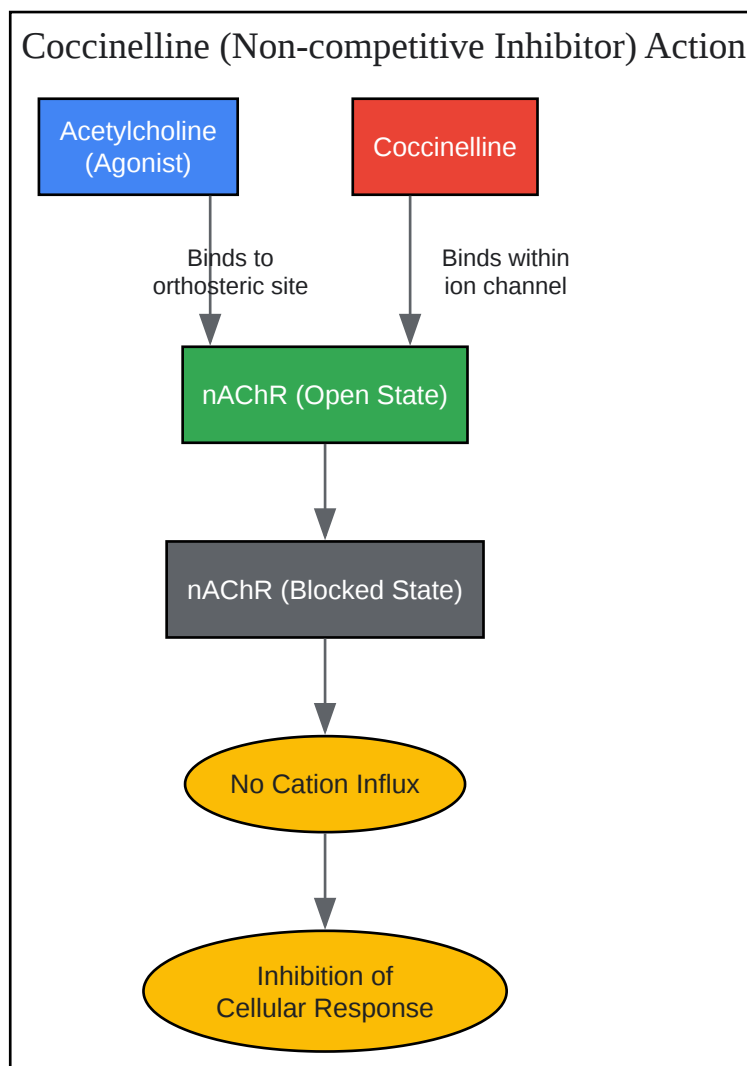 Coccinelline (Non-competitive Inhibitor) Action
Acetylcholine
(Agonist)
Coccinelline
Binds to
orthosteric site
Binds within
ion channel
nAChR (Open State)
nAChR (Blocked State)
No Cation Influx
Inhibition of
Cellular Response